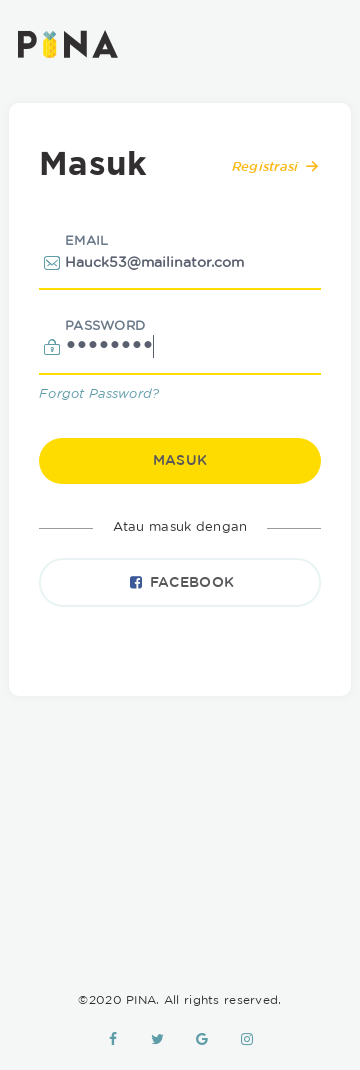 PINA
Masuk
Registrasi →
EMAIL
Hauck53@mailinator.com
PASSWORD
••••••••
Forgot Password?
MASUK
Atau masuk dengan
FACEBOOK
©2020 PINA. All rights reserved.